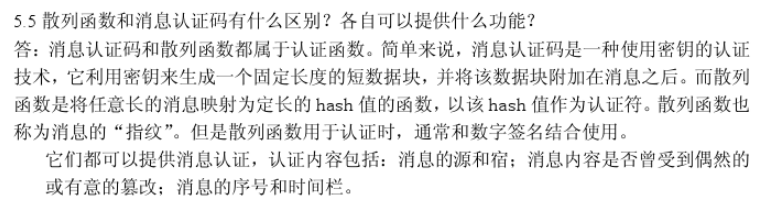 5.5 散列函数和消息认证码有什么区别？各自可以提供什么功能？
答：消息认证码和散列函数都属于认证函数。简单来说，消息认证码是一种使用密钥的认证
技术，它利用密钥来生成一个固定长度的短数据块，并将该数据块附加在消息之后。而散列
函数是将任意长的消息映射为定长的 hash 值的函数，以该 hash 值作为认证符。散列函数也
称为消息的“指纹”。但是散列函数用于认证时，通常和数字签名结合使用。
它们都可以提供消息认证，认证内容包括：消息的源和宿；消息内容是否曾受到偶然的
或有意的篡改；消息的序号和时间栏。